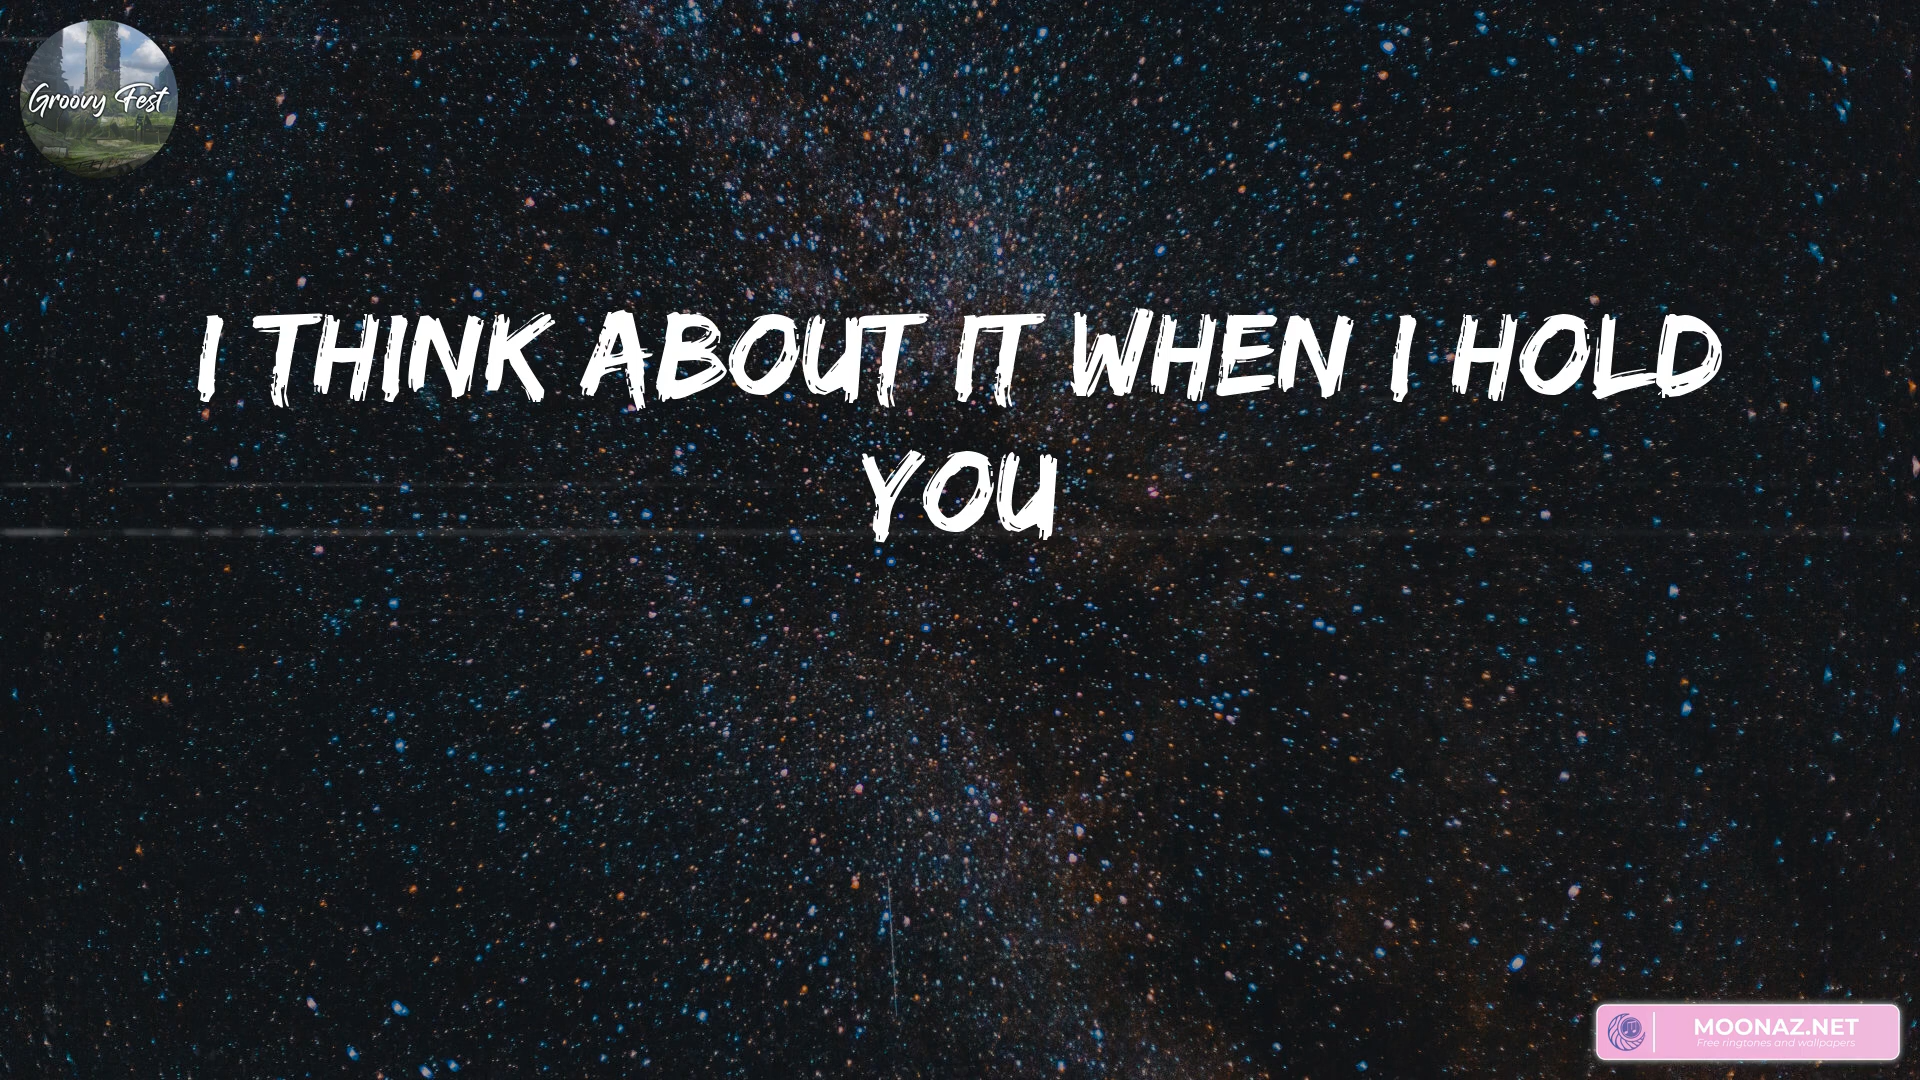 Groovy Fest
I THINK ABOUT IT WHEN I HOLD
YOU
MOONAZ.NET
Free ringtones and wallpapers